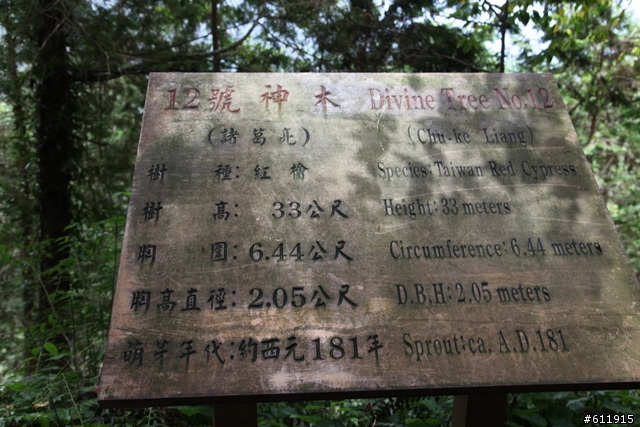 12號神木 Divine Tree No.12
(諸葛亮) (Chu-ke Liang)
樹種:紅檜 Species:Taiwan Red Cypress
樹高:33公尺 Height:33 meters
胸圍:6.44公尺 Circumference:6.44 meters
胸高直徑:2.05公尺 D.B.H:2.05 meters
萌芽年代:約西元181年 Sprout:ca. A.D.181
#611915